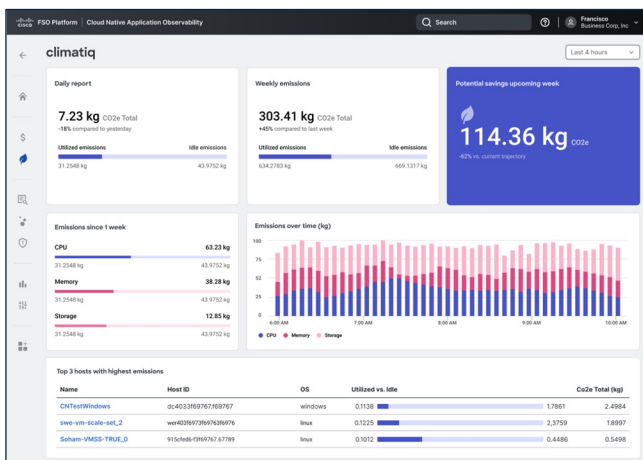 CISCO FSO Platform | Cloud Native Application Observability
Search
Francisco
Business Corp, Inc
climatiq
Last 4 hours
Daily report
7.23 kg CO2e Total
-18% compared to yesterday
Utilized emissions Idle emissions
31.2548 kg 43.9752 kg
Weekly emissions
303.41 kg CO2e Total
+45% compared to last week
Utilized emissions Idle emissions
634.2783 kg 669.1317 kg
Potential savings upcoming week
114.36 kg CO2e
-62% vs. current trajectory
Emissions since 1 week
CPU 63.23 kg
31.2548 kg 43.9752 kg
Memory 38.28 kg
31.2548 kg 43.9752 kg
Storage 12.85 kg
31.2548 kg 43.9752 kg
Emissions over time (kg)
100
75
50
25
0
6:00 AM 7:00 AM 8:00 AM 9:00 AM 10:00 AM
CPU Memory Storage
Top 3 hosts with highest emissions
Name Host ID OS Utilized vs. Idle Co2e Total (kg)
CNTestWindows dc4033f69767.f69767 windows 0.1138 1.7861 2.4984
swe-vm-scale-set_2 wer403f6973f69763f6976 linux 0.1225 2,3759 1.8997
Soham-VMSS-TRUE_0 915cfed6-f3f69767.67789 linux 0.1012 0.4486 0.5498